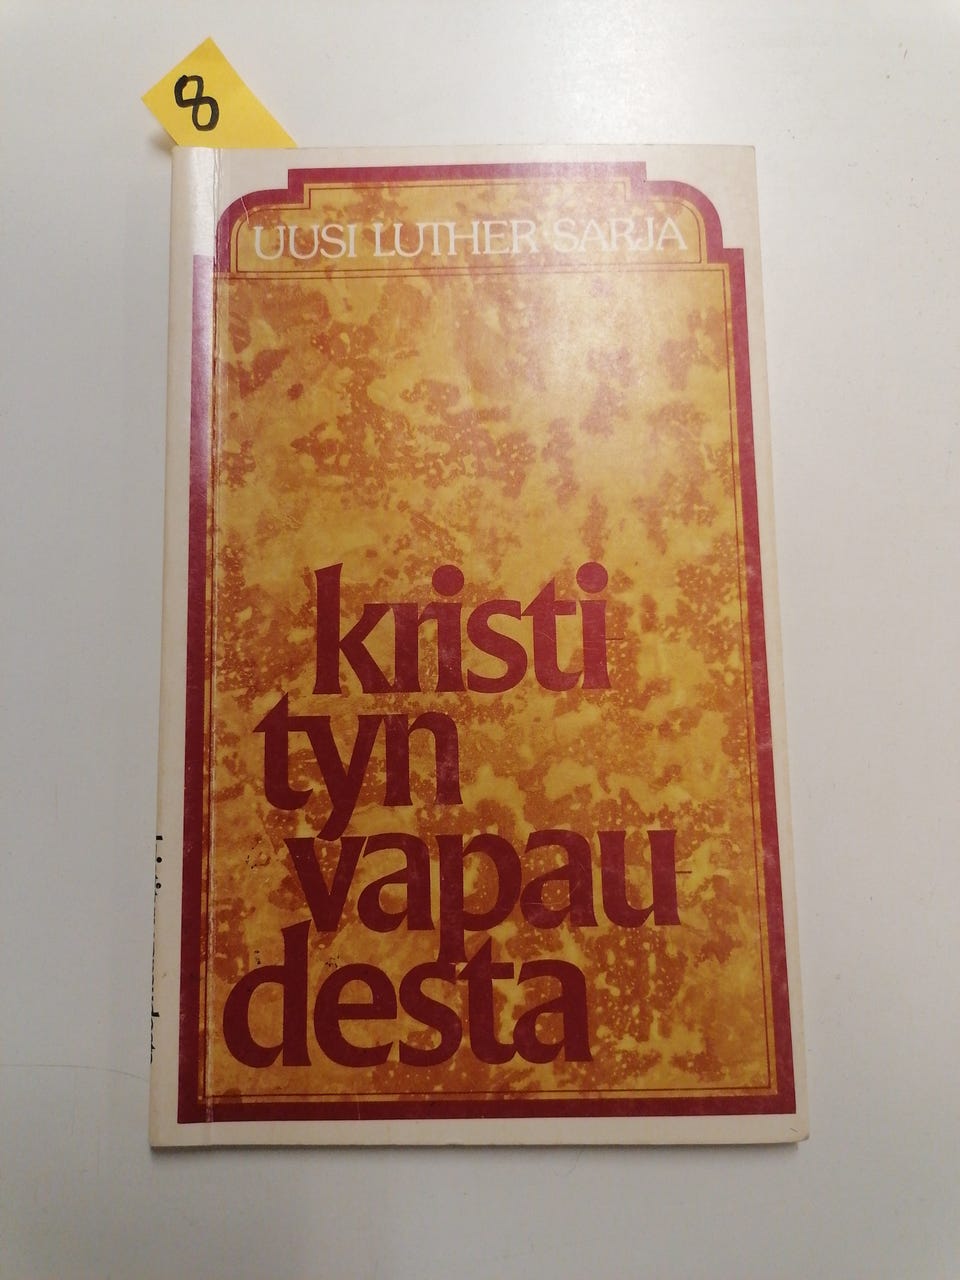 8
UUSI LUTHER-SARJA
kristi-
tyn
vapau-
desta